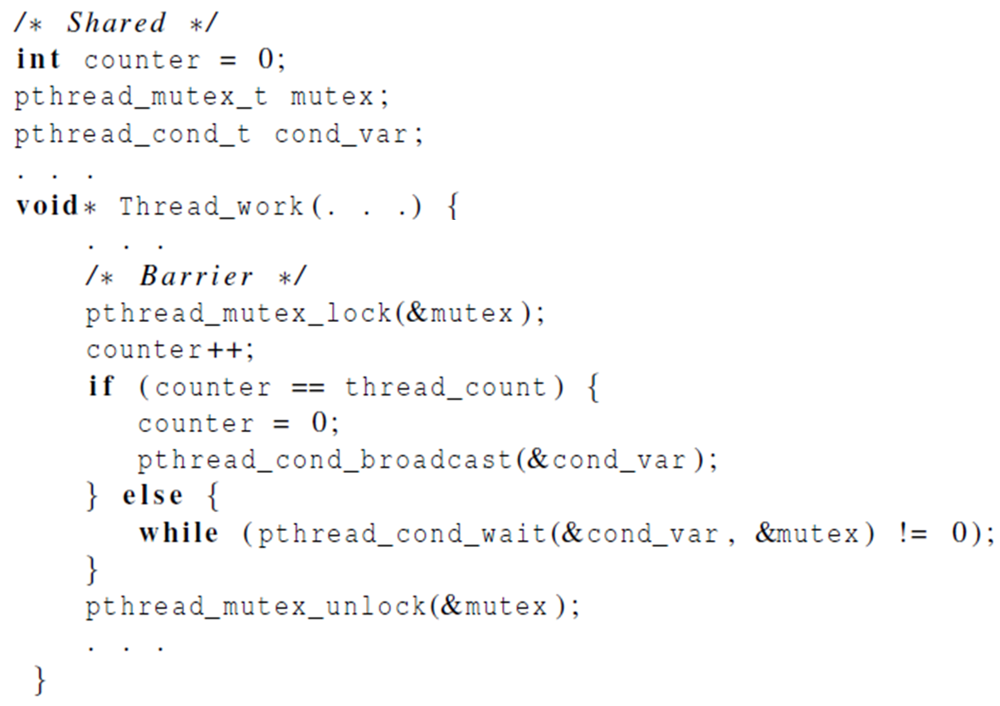 /* Shared */
int counter = 0;
pthread_mutex_t mutex;
pthread_cond_t cond_var;
. . .
void* Thread_work(. . .) {
. . .
/* Barrier */
pthread_mutex_lock(&mutex);
counter++;
if (counter == thread_count) {
counter = 0;
pthread_cond_broadcast(&cond_var);
} else {
while (pthread_cond_wait(&cond_var, &mutex) != 0);
}
pthread_mutex_unlock(&mutex);
. . .
}